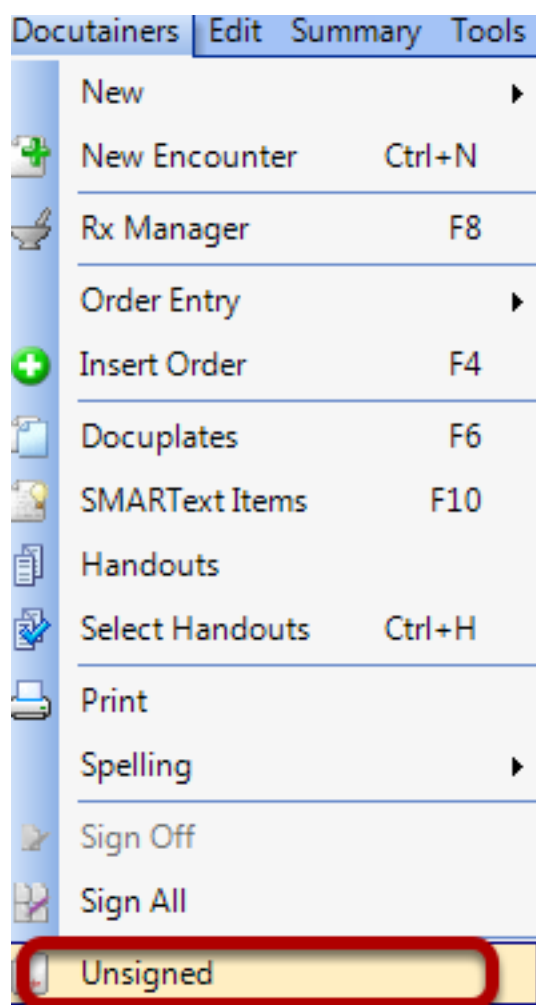 Docutainers Edit Summary Tools
New
New Encounter Ctrl+N
Rx Manager F8
Order Entry
Insert Order F4
Docuplates F6
SMARText Items F10
Handouts
Select Handouts Ctrl+H
Print
Spelling
Sign Off
Sign All
Unsigned